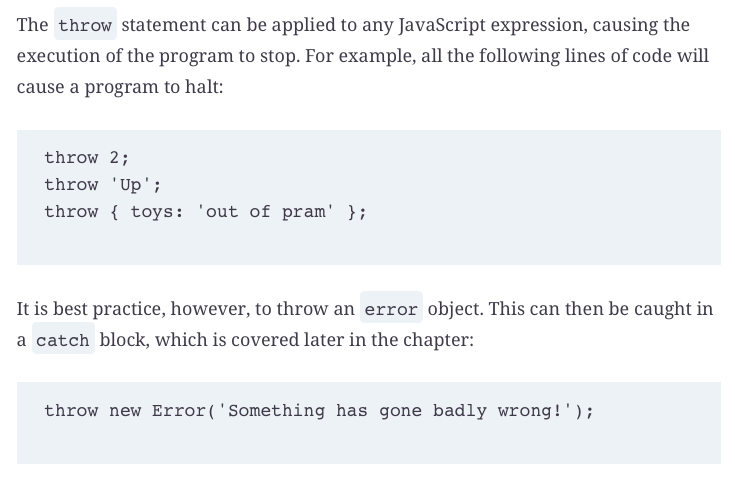 The throw statement can be applied to any JavaScript expression, causing the
execution of the program to stop. For example, all the following lines of code will
cause a program to halt:
throw 2;
throw 'Up';
throw { toys: 'out of pram' };
It is best practice, however, to throw an error object. This can then be caught in
a catch block, which is covered later in the chapter:
throw new Error('Something has gone badly wrong!');